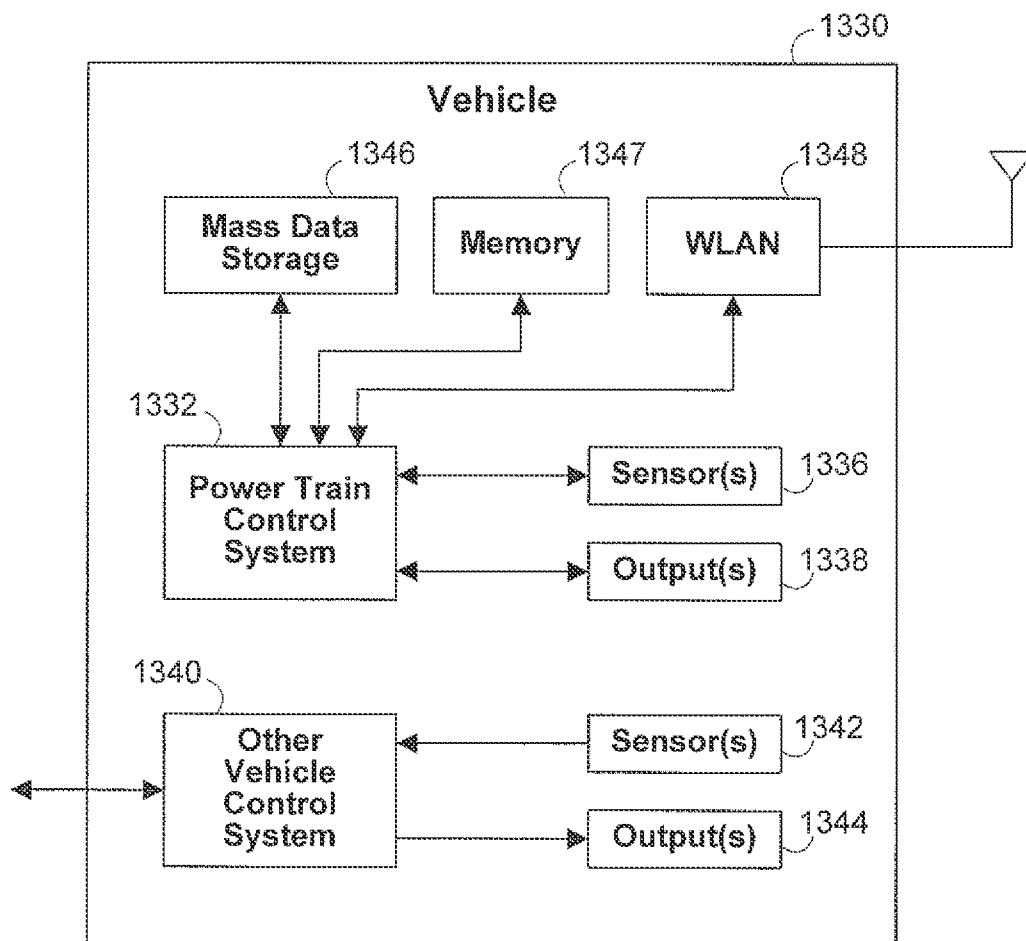 1330
Vehicle
1346
1347
1348
Mass Data
Storage
Memory
WLAN
1332
Power Train
Control
System
Sensor(s)
1336
Output(s)
1338
1340
Other
Vehicle
Control
System
Sensor(s)
1342
Output(s)
1344